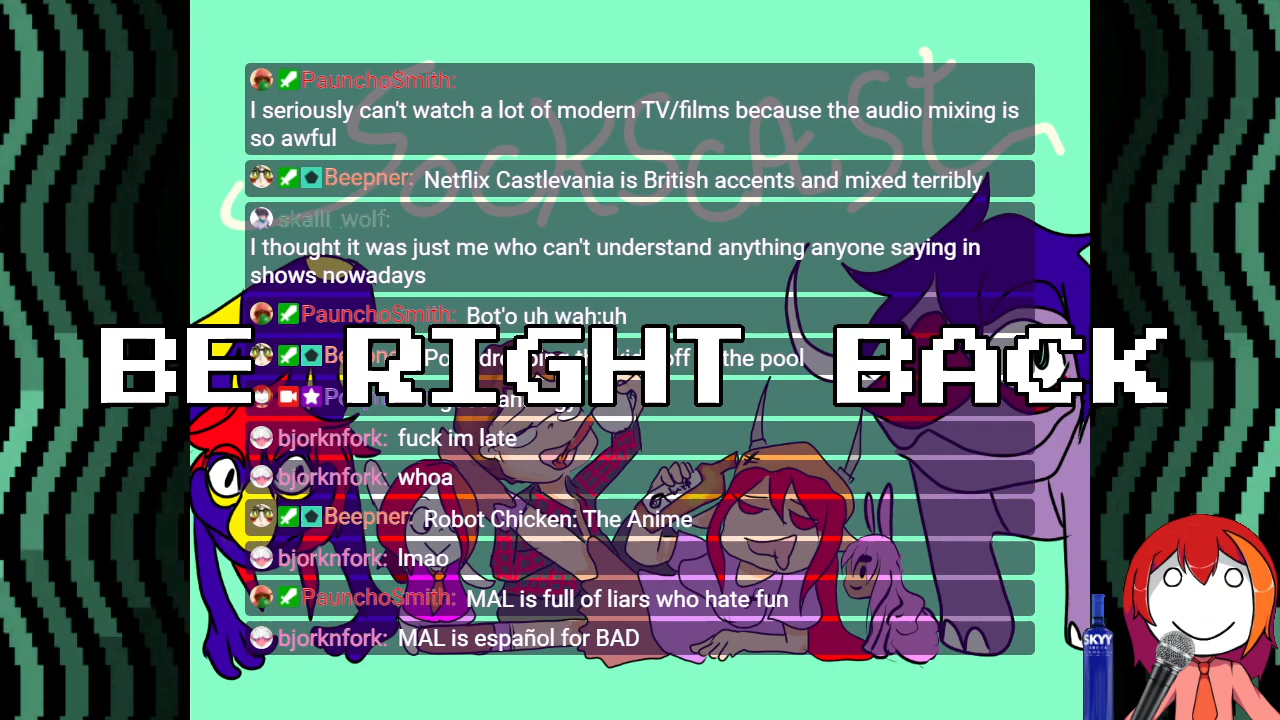 Sockscast
PaunchoSmith:
I seriously can't watch a lot of modern TV/films because the audio mixing is
so awful
Beepner: Netflix Castlevania is British accents and mixed terribly
skalli_wolf:
I thought it was just me who can't understand anything anyone saying in
shows nowadays
PaunchoSmith: Bot'o uh wah:uh
BE RIGHT BACK
off the pool
bjorknfork: fuck im late
bjorknfork: whoa
Beepner: Robot Chicken: The Anime
bjorknfork: lmao
PaunchoSmith: MAL is full of liars who hate fun
bjorknfork: MAL is español for BAD
SKYY